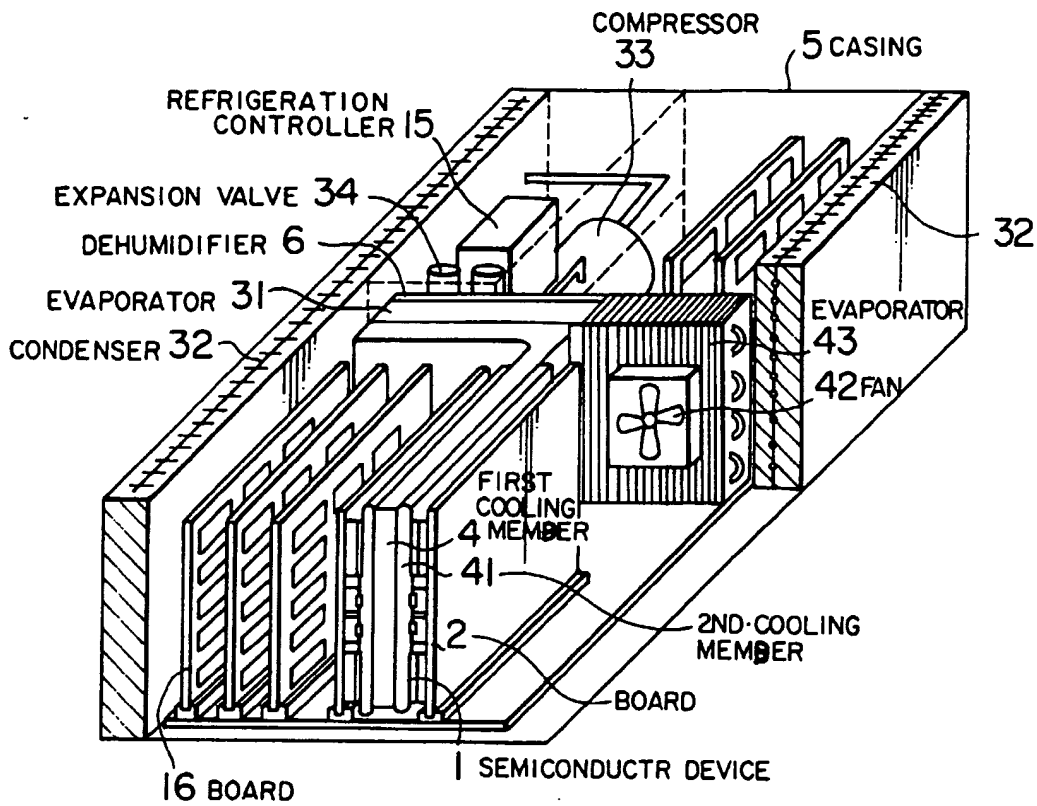 COMPRESSOR
33
5 CASING
REFRIGERATION
CONTROLLER 15
EXPANSION VALVE 34
DEHUMIDIFIER 6
32
EVAPORATOR 31
EVAPORATOR
43
CONDENSER 32
42 FAN
FIRST
COOLING
MEMBER
4
41
2ND·COOLING
MEMBER
2
BOARD
1 SEMICONDUCTR DEVICE
16 BOARD